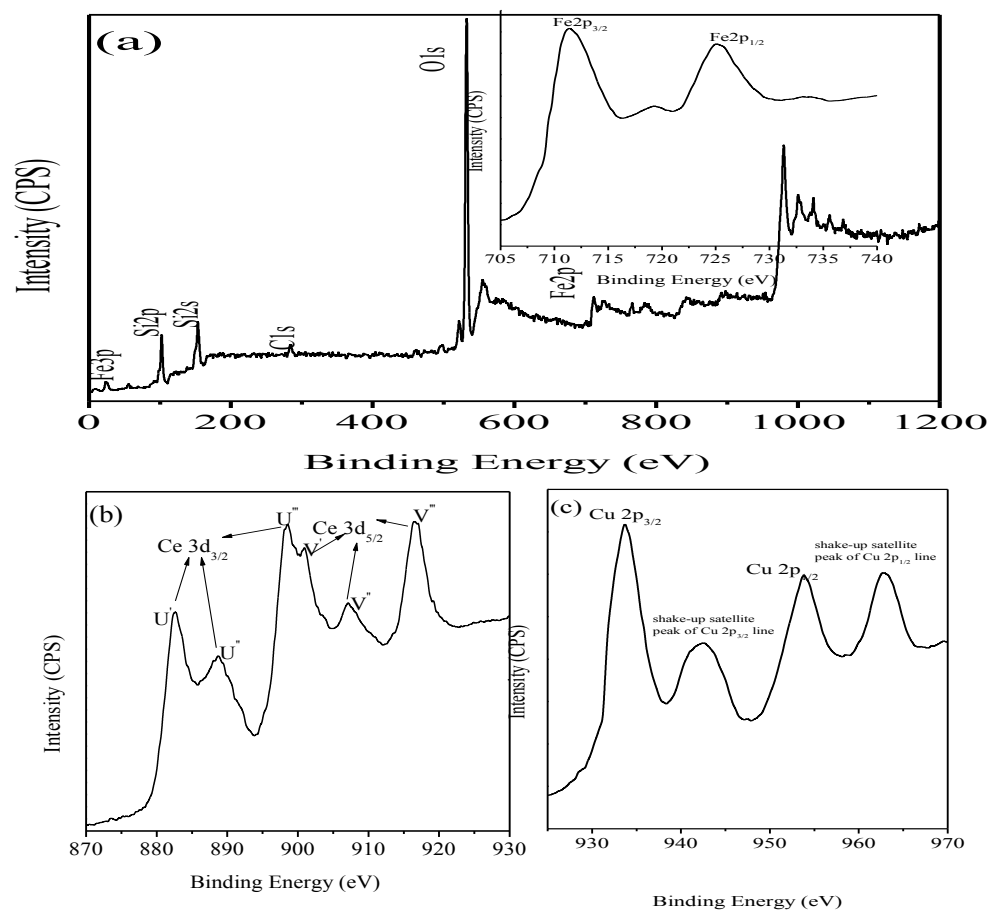 (a)
Fe2p3/2
Fe2p1/2
O1s
Intensity (CPS)
705 710 715 720 725 730 735 740
Binding Energy (eV)
Intensity (CPS)
Fe3p
Si2p
Si2s
C1s
Fe2p
0 200 400 600 800 1000 1200
Binding Energy (eV)
(b)
U'''
Ce 3d5/2
V'''
Ce 3d3/2
V'
U'
V''
U''
Intensity (CPS)
870 880 890 900 910 920 930
Binding Energy (eV)
(c)
Cu 2p3/2
shake-up satellite
peak of Cu 2p1/2 line
Cu 2p1/2
shake-up satellite
peak of Cu 2p3/2 line
Intensity (CPS)
930 940 950 960 970
Binding Energy (eV)